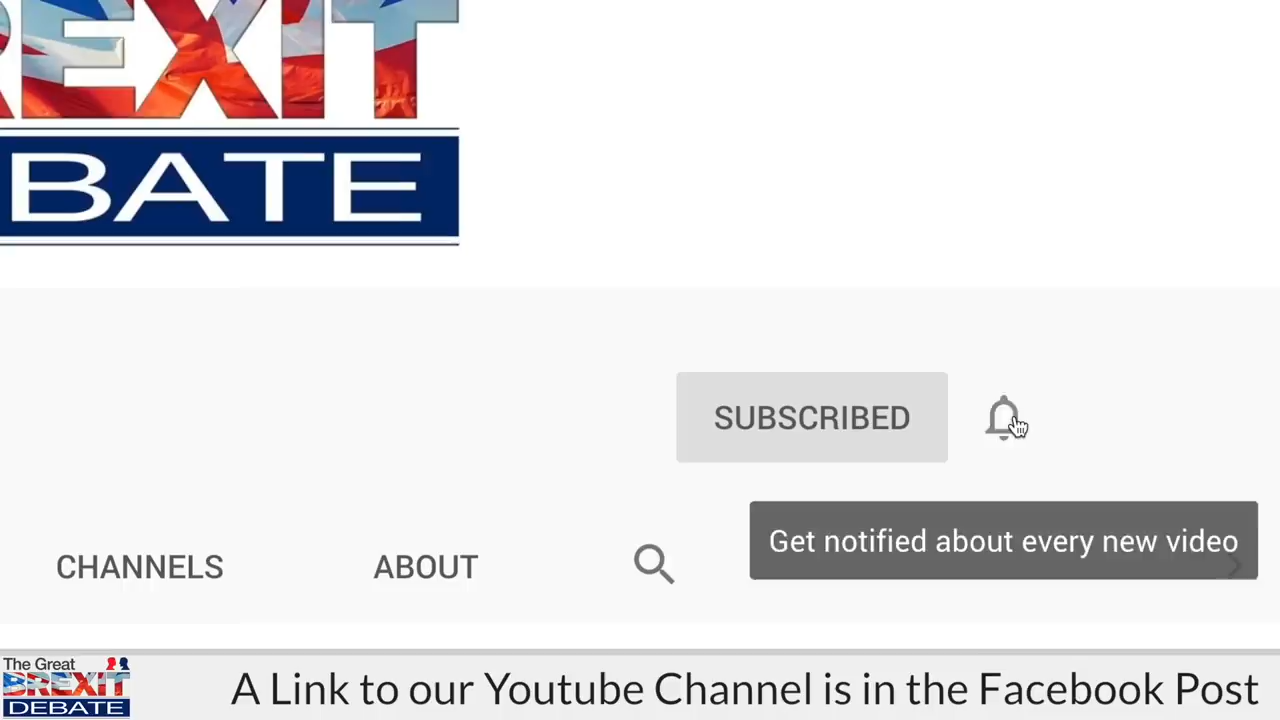 REXIT
BATE
SUBSCRIBED
Get notified about every new video
CHANNELS
ABOUT
The Great
BREXIT
DEBATE
A Link to our Youtube Channel is in the Facebook Post